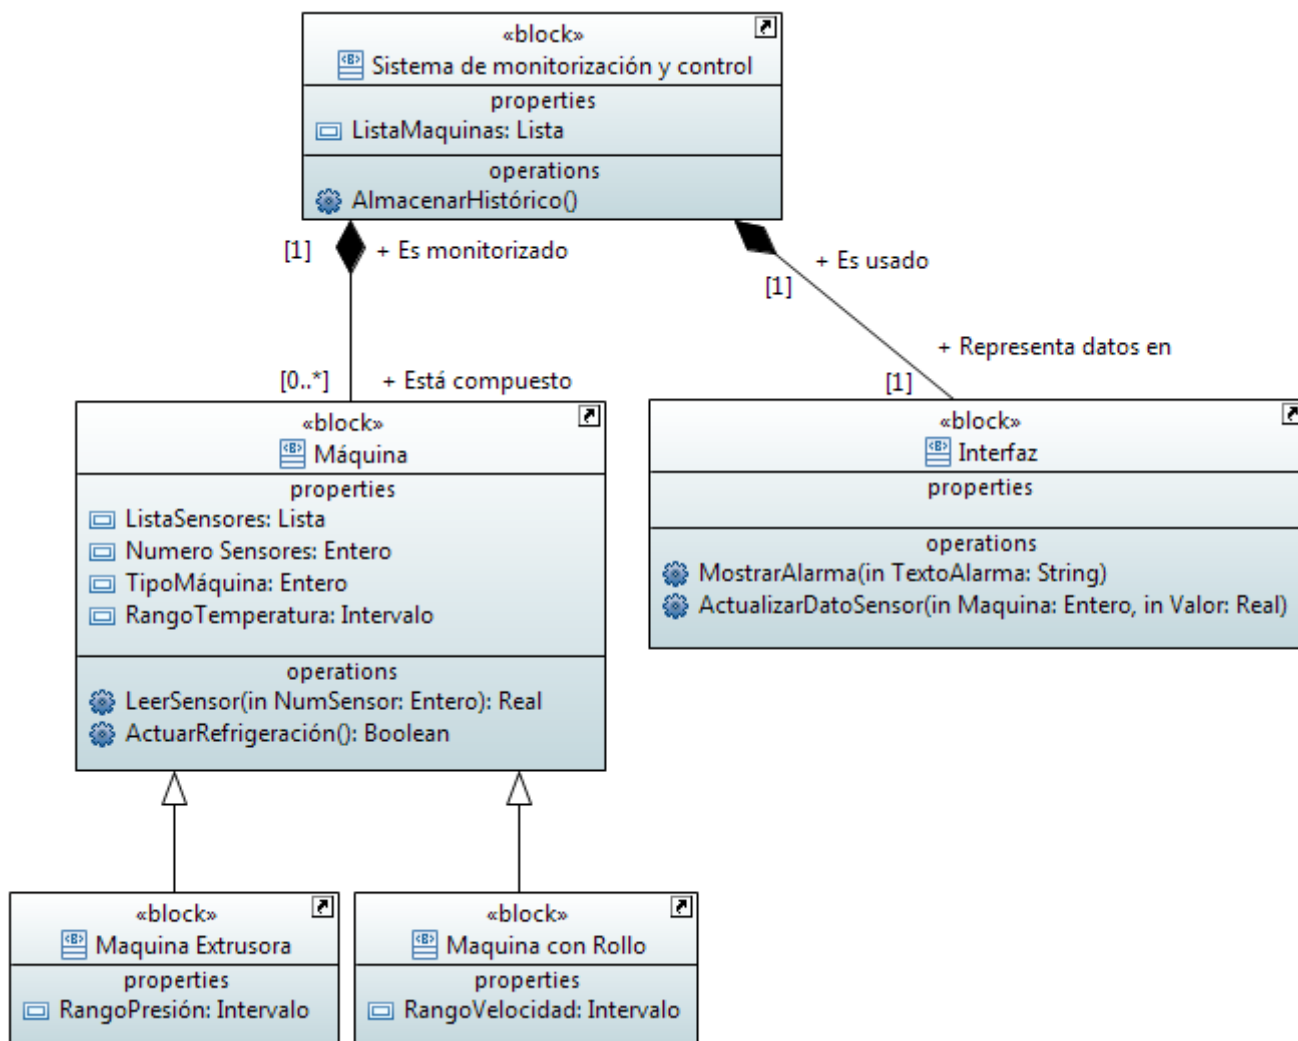 «block»
Sistema de monitorización y control
properties
ListaMaquinas: Lista
operations
AlmacenarHistórico()
[1]
+ Es monitorizado
+ Es usado
[1]
+ Representa datos en
[0..*]
+ Está compuesto
[1]
«block»
Máquina
properties
ListaSensores: Lista
Numero Sensores: Entero
TipoMáquina: Entero
RangoTemperatura: Intervalo
operations
LeerSensor(in NumSensor: Entero): Real
ActuarRefrigeración(): Boolean
«block»
Interfaz
properties
operations
MostrarAlarma(in TextoAlarma: String)
ActualizarDatoSensor(in Maquina: Entero, in Valor: Real)
«block»
Maquina Extrusora
properties
RangoPresión: Intervalo
«block»
Maquina con Rollo
properties
RangoVelocidad: Intervalo